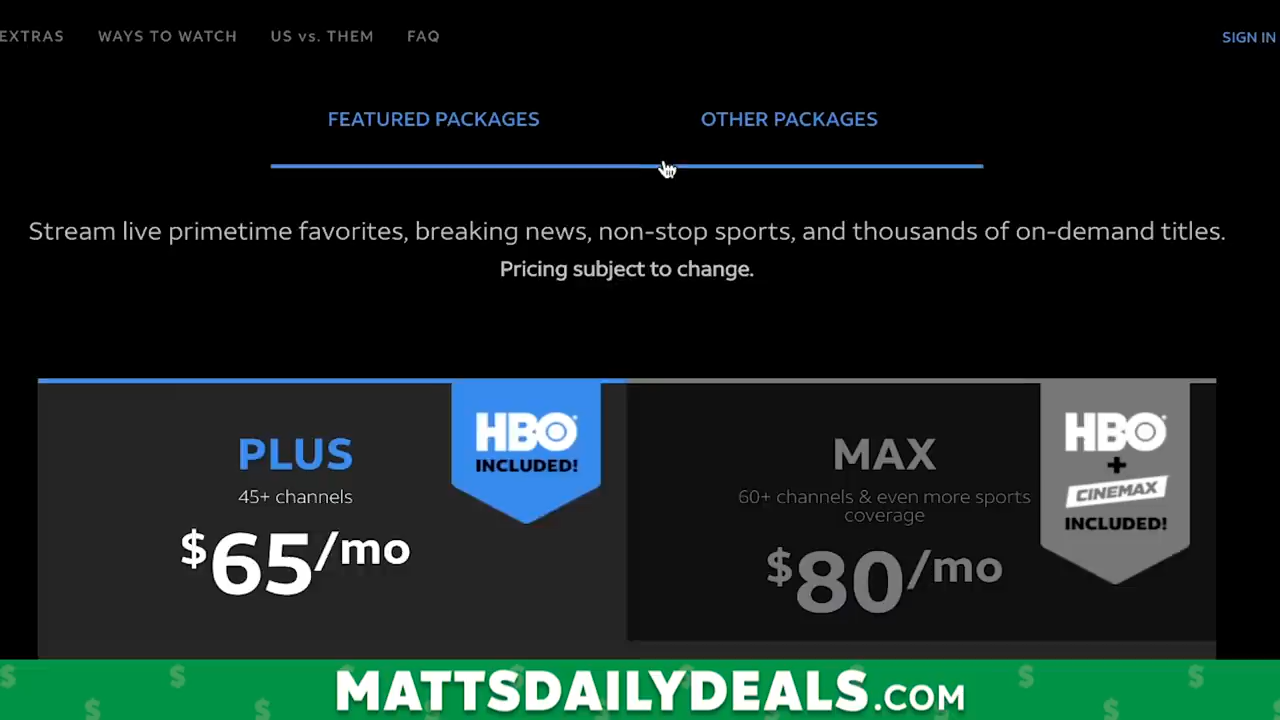 EXTRAS WAYS TO WATCH US vs. THEM FAQ SIGN IN
FEATURED PACKAGES OTHER PACKAGES
Stream live primetime favorites, breaking news, non-stop sports, and thousands of on-demand titles.
Pricing subject to change.
PLUS
45+ channels
$65/mo
HBO
INCLUDED!
MAX
60+ channels & even more sports
coverage
$80/mo
HBO
+
CINEMAX
INCLUDED!
MATTSDAILYDEALS.COM